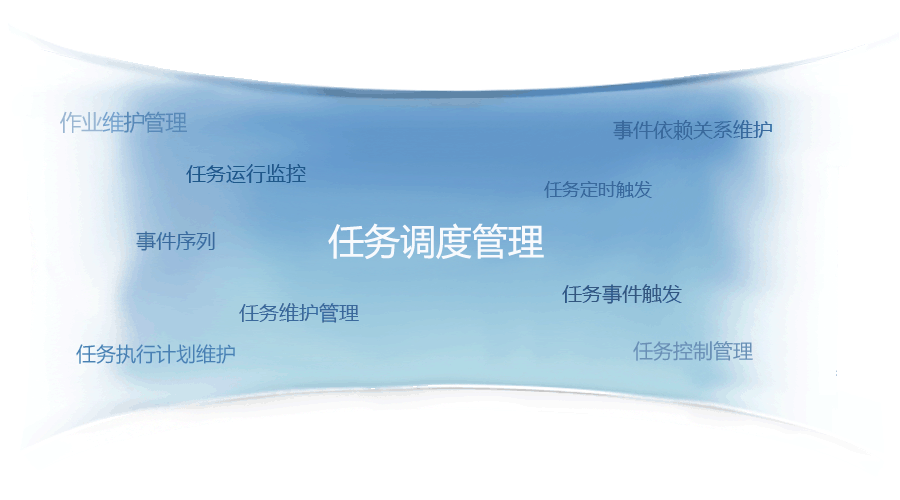 作业维护管理
事件依赖关系维护
任务运行监控
任务定时触发
事件序列
任务调度管理
任务事件触发
任务维护管理
任务执行计划维护
任务控制管理